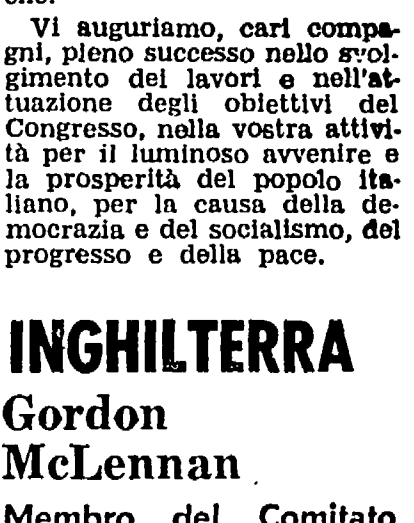 Vi auguriamo, cari compa-
gni, pieno successo nello svol-
gimento dei lavori e nell'at-
tuazione degli obiettivi del
Congresso, nella vostra attivi-
tà per il luminoso avvenire e
la prosperità del popolo ita-
liano, per la causa della de-
mocrazia e del socialismo, del
progresso e della pace.
INGHILTERRA
Gordon
McLennan
Membro del Comitato